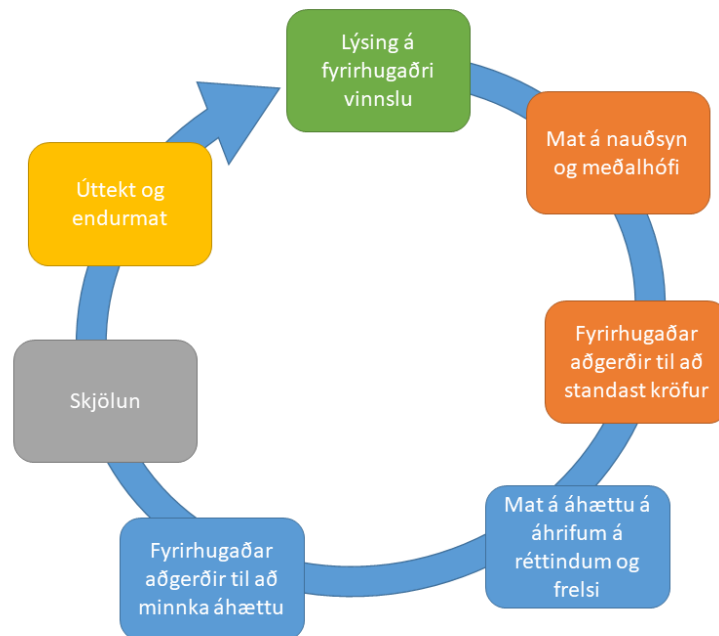 Lýsing á
fyrirhugaðri
vinnslu
Mat á nauðsyn
og meðalhófi
Fyrirhugaðar
aðgerðir til að
standast kröfur
Mat á áhættu á
áhrifum á
réttindum og
frelsi
Fyrirhugaðar
aðgerðir til að
minnka áhættu
Skjölun
Úttekt og
endurmat